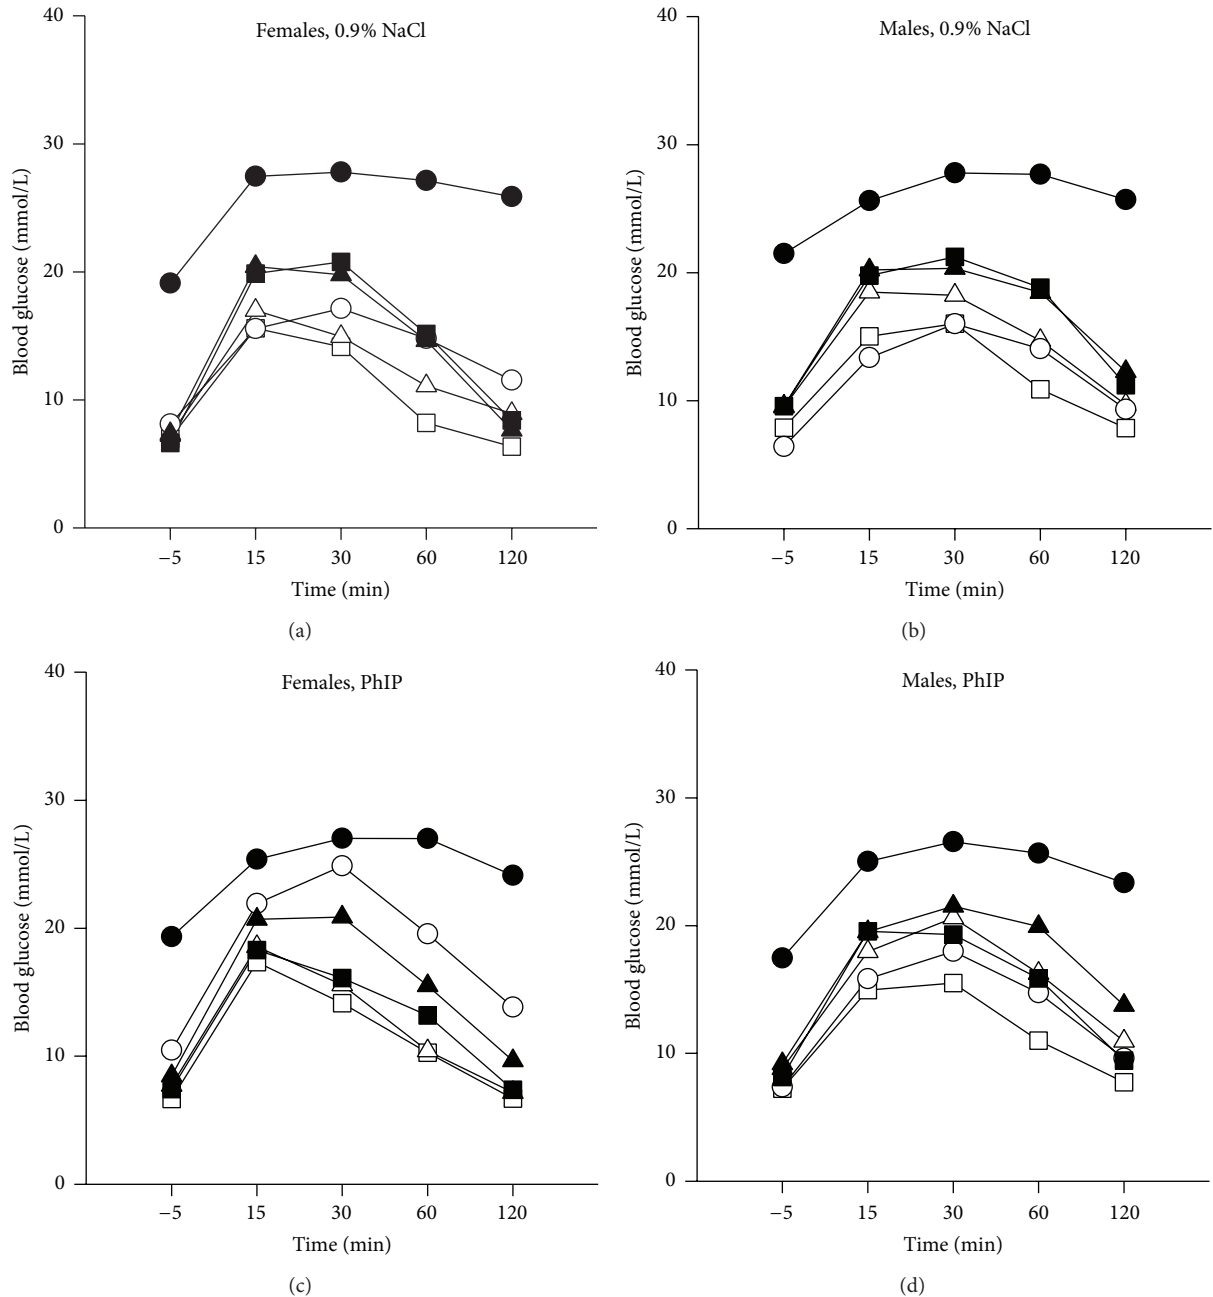 Females, 0.9% NaCl
40
30
20
10
0
Blood glucose (mmol/L)
−5 15 30 60 120
Time (min)
(a)
Males, 0.9% NaCl
40
30
20
10
0
Blood glucose (mmol/L)
−5 15 30 60 120
Time (min)
(b)
Females, PhIP
40
30
20
10
0
Blood glucose (mmol/L)
−5 15 30 60 120
Time (min)
(c)
Males, PhIP
40
30
20
10
0
Blood glucose (mmol/L)
−5 15 30 60 120
Time (min)
(d)